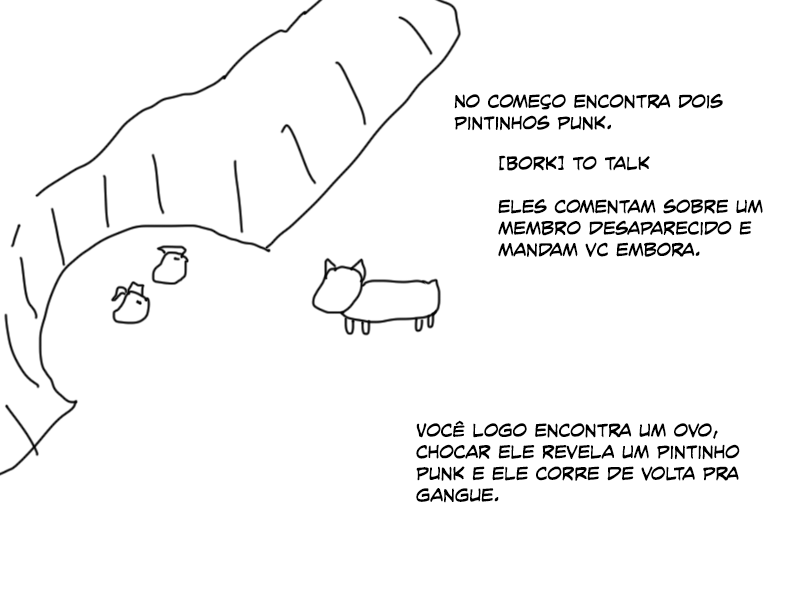 NO COMEÇO ENCONTRA DOIS
PINTINHOS PUNK.
[BORK] TO TALK
ELES COMENTAM SOBRE UM
MEMBRO DESAPARECIDO E
MANDAM VC EMBORA.
VOCÊ LOGO ENCONTRA UM OVO,
CHOCAR ELE REVELA UM PINTINHO
PUNK E ELE CORRE DE VOLTA PRA
GANGUE.